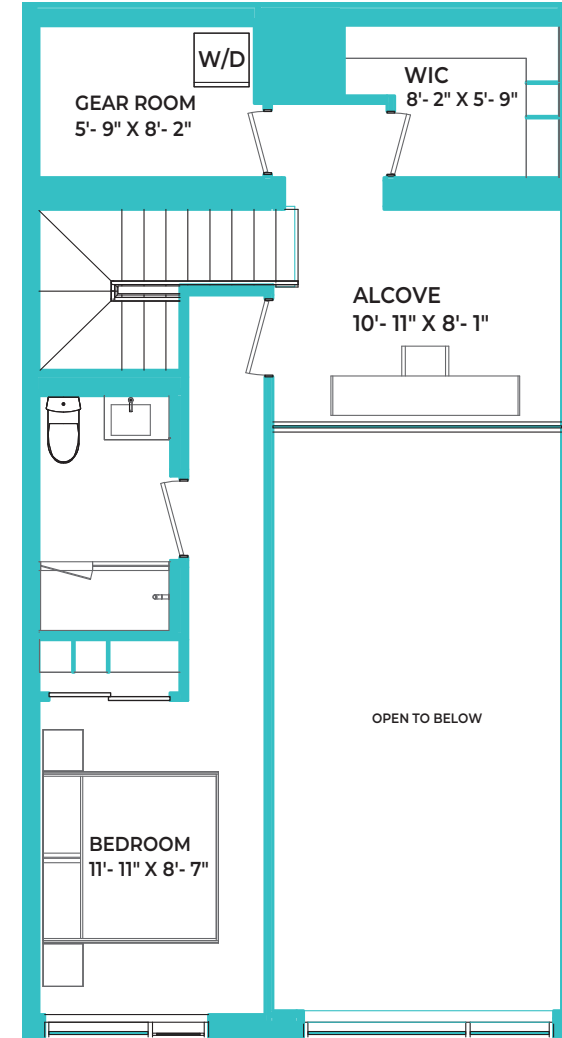 W/D
GEAR ROOM
5'- 9" X 8'- 2"
WIC
8'- 2" X 5'- 9"
ALCOVE
10'- 11" X 8'- 1"
OPEN TO BELOW
BEDROOM
11'- 11" X 8'- 7"